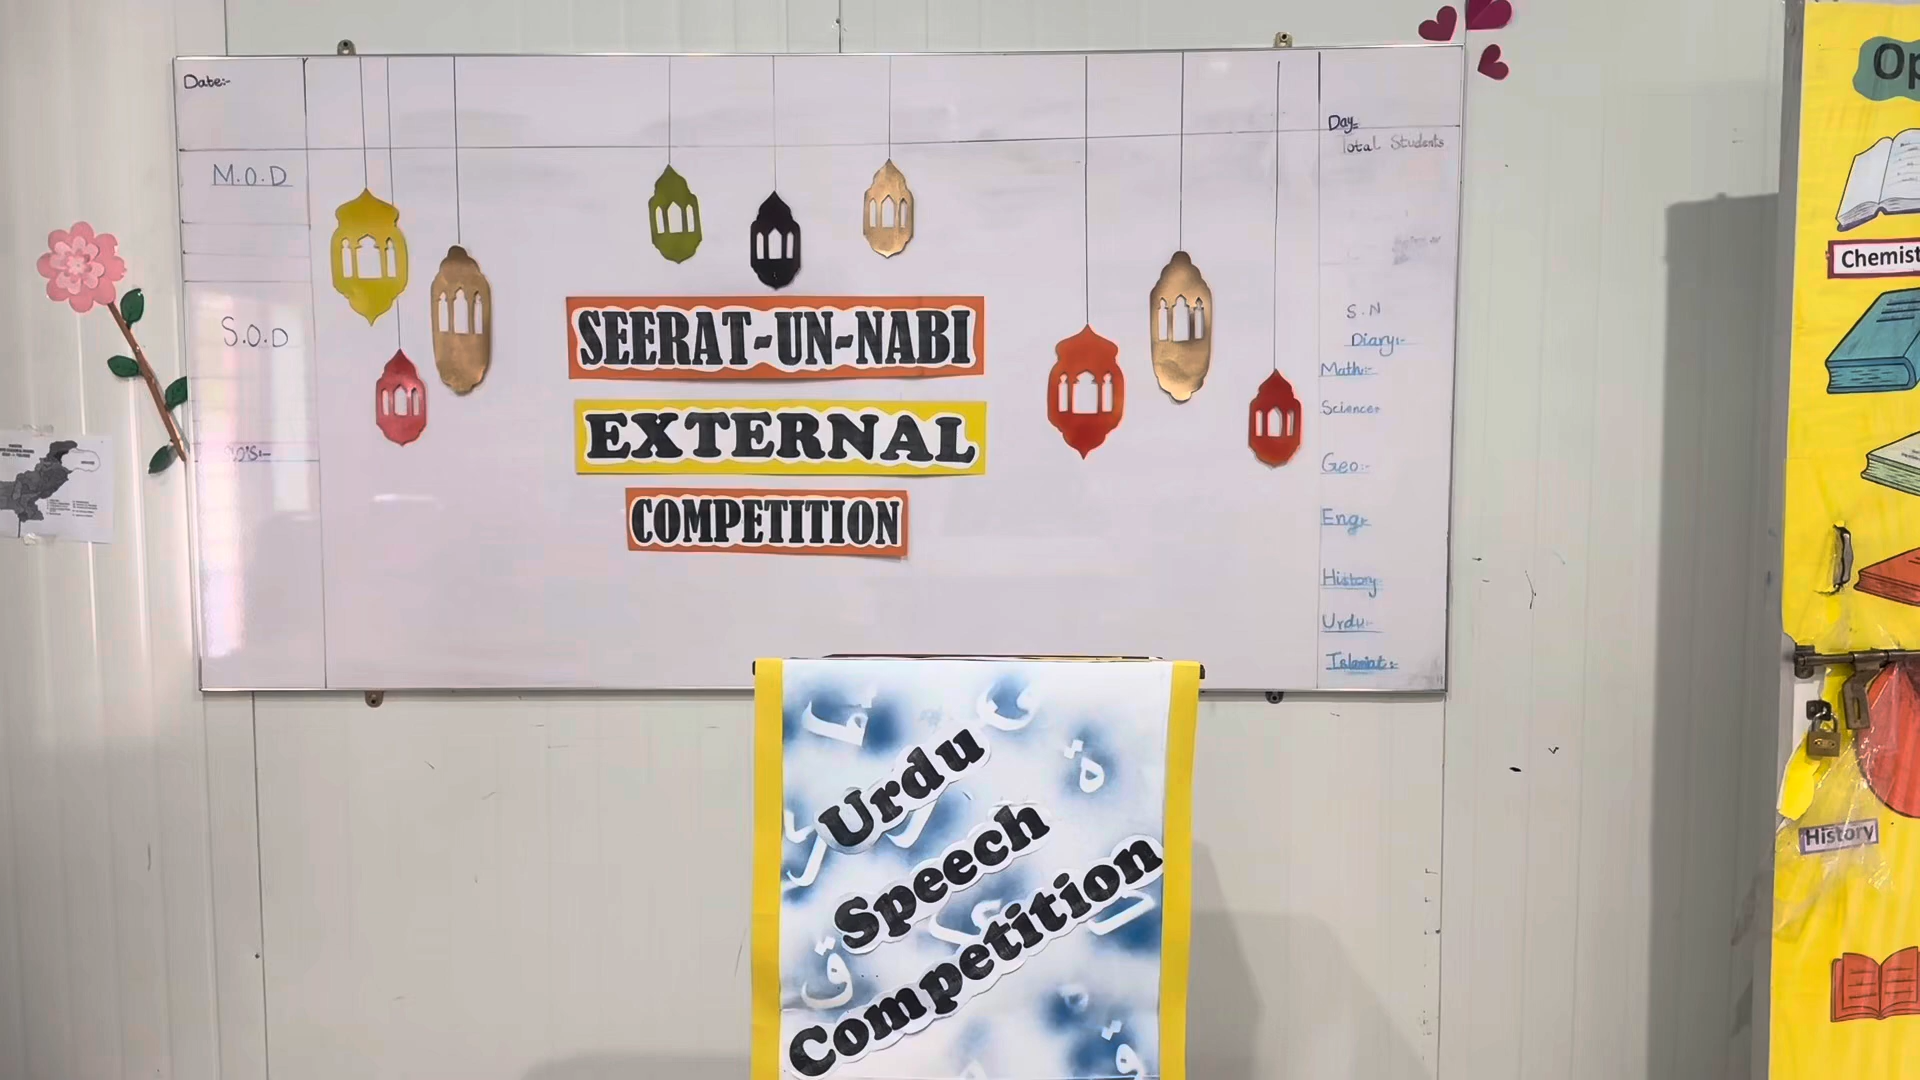 Date:-
Day:-
Total Students
M.O.D
S.O.D
S.N
Diary:-
Math:-
Science:-
Geo:-
Eng:-
History
Urdu:-
Islamiat:-
SEERAT-UN-NABI
EXTERNAL
COMPETITION
Urdu
Speech
Competition
ف
ی
ة
ق
ق
Op
Chemist
History